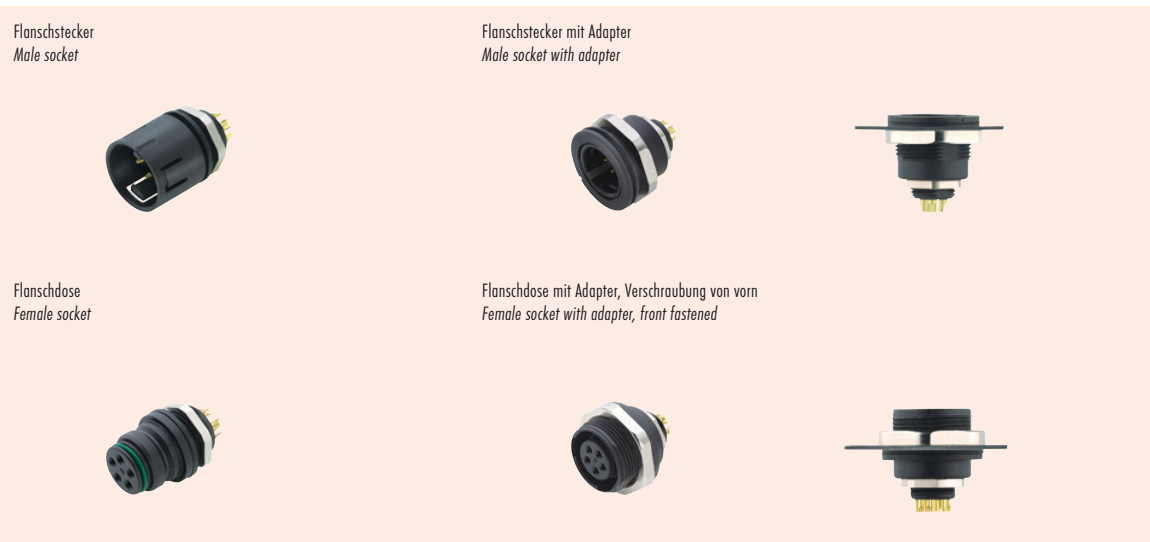 Flanschstecker
Male socket
Flanschstecker mit Adapter
Male socket with adapter
Flanschdose
Female socket
Flanschdose mit Adapter, Verschraubung von vorn
Female socket with adapter, front fastened